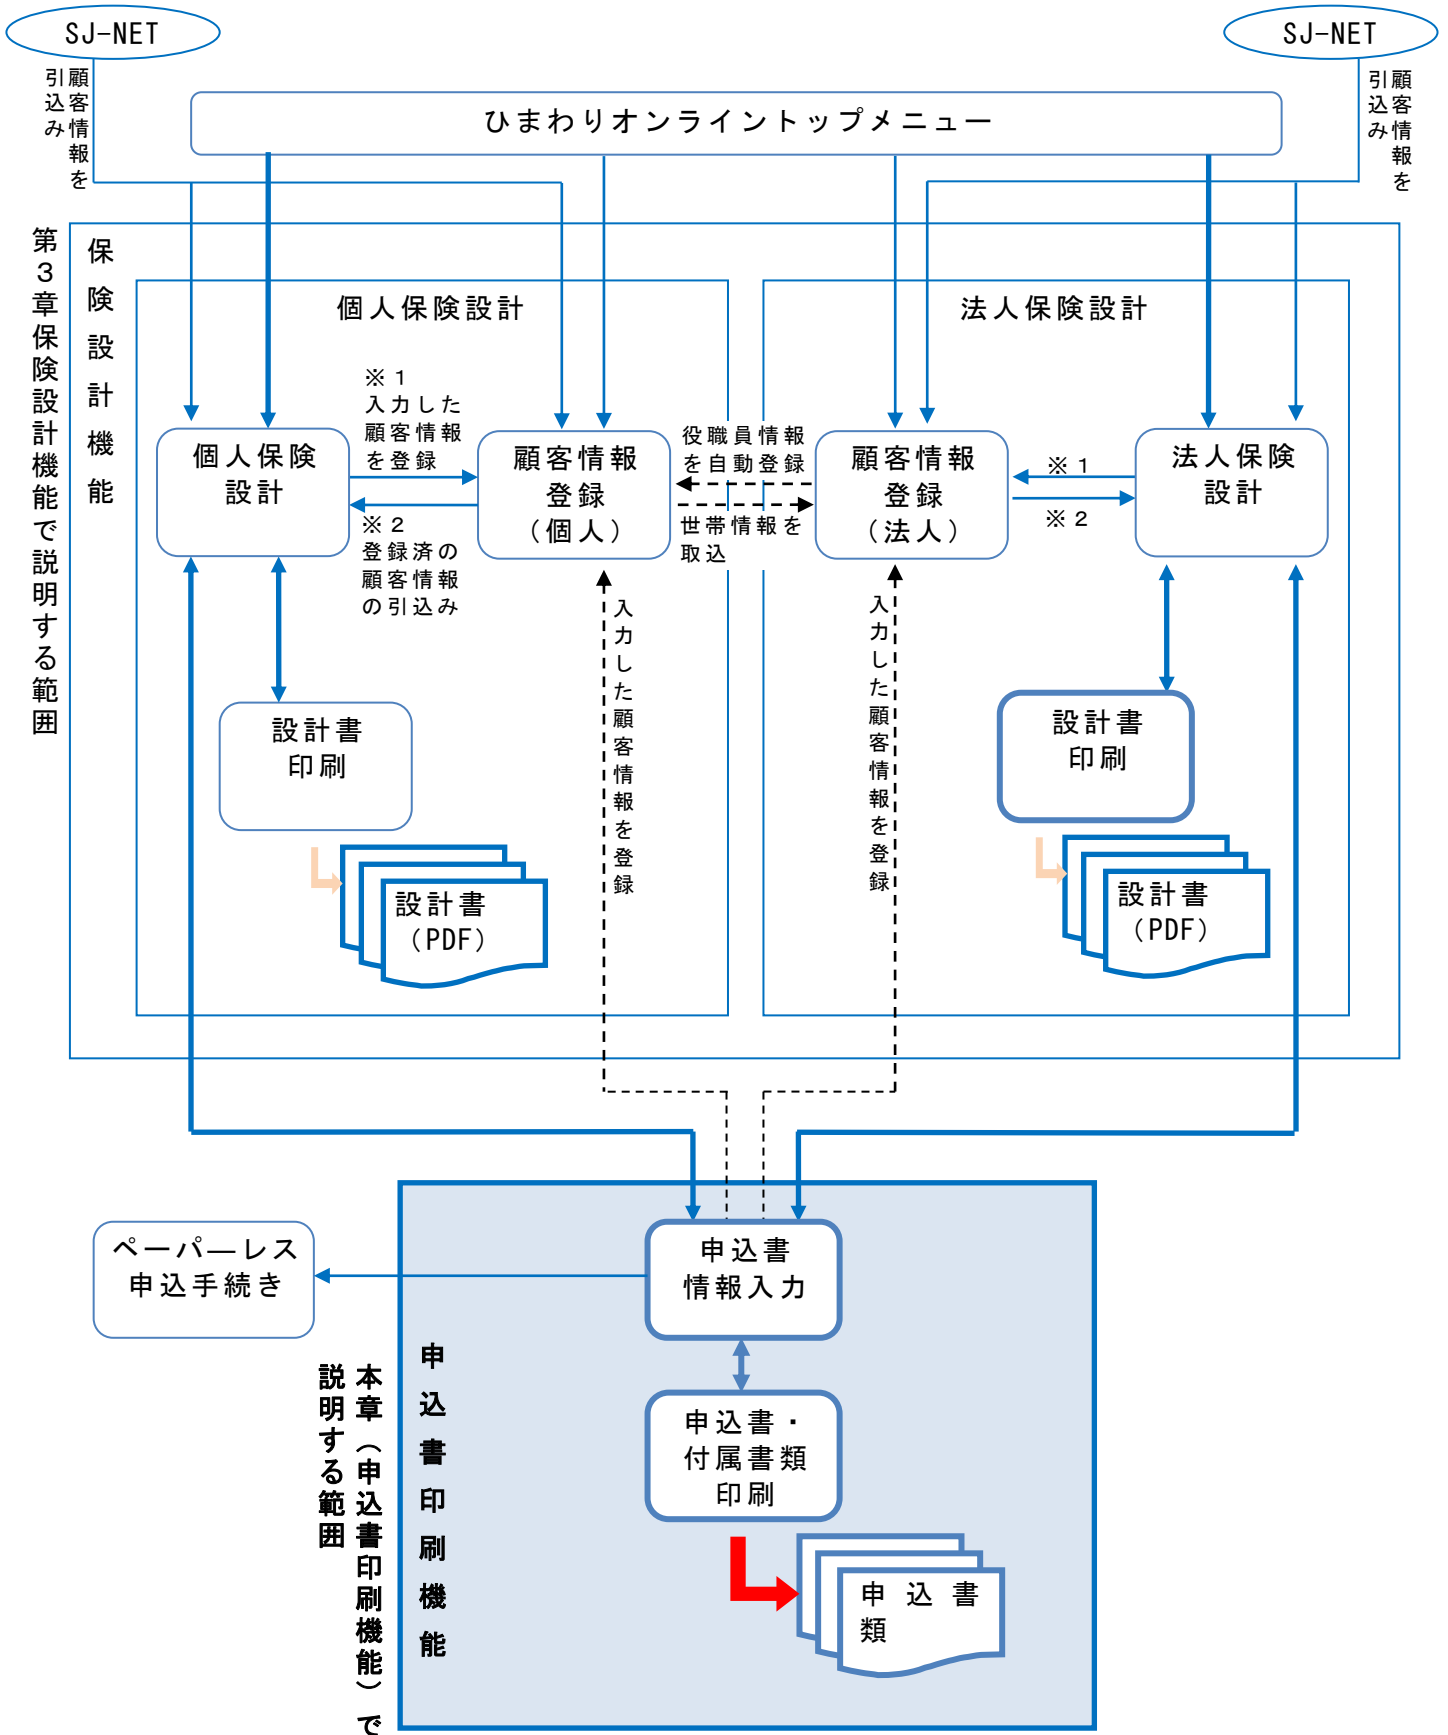 SJ-NET
SJ-NET
顧客情報を
引込み
顧客情報を
引込み
ひまわりオンライントップメニュー
第3章保険設計機能で説明する範囲
保険設計機能
個人保険設計
法人保険設計
※1
入力した
顧客情報
を登録
個人保険
設計
顧客情報
登録
（個人）
役職員情報
を自動登録
世帯情報を
取込
顧客情報
登録
（法人）
※1
※2
法人保険
設計
※2
登録済の
顧客情報
の引込み
入力した顧客情報を登録
入力した顧客情報を登録
設計書
印刷
設計書
印刷
設計書
（PDF）
設計書
（PDF）
ペーパ―レス
申込手続き
申込書
情報入力
本章（申込書印刷機能）で
説明する範囲
申込書印刷機能
申込書・
付属書類
印刷
申込書
類